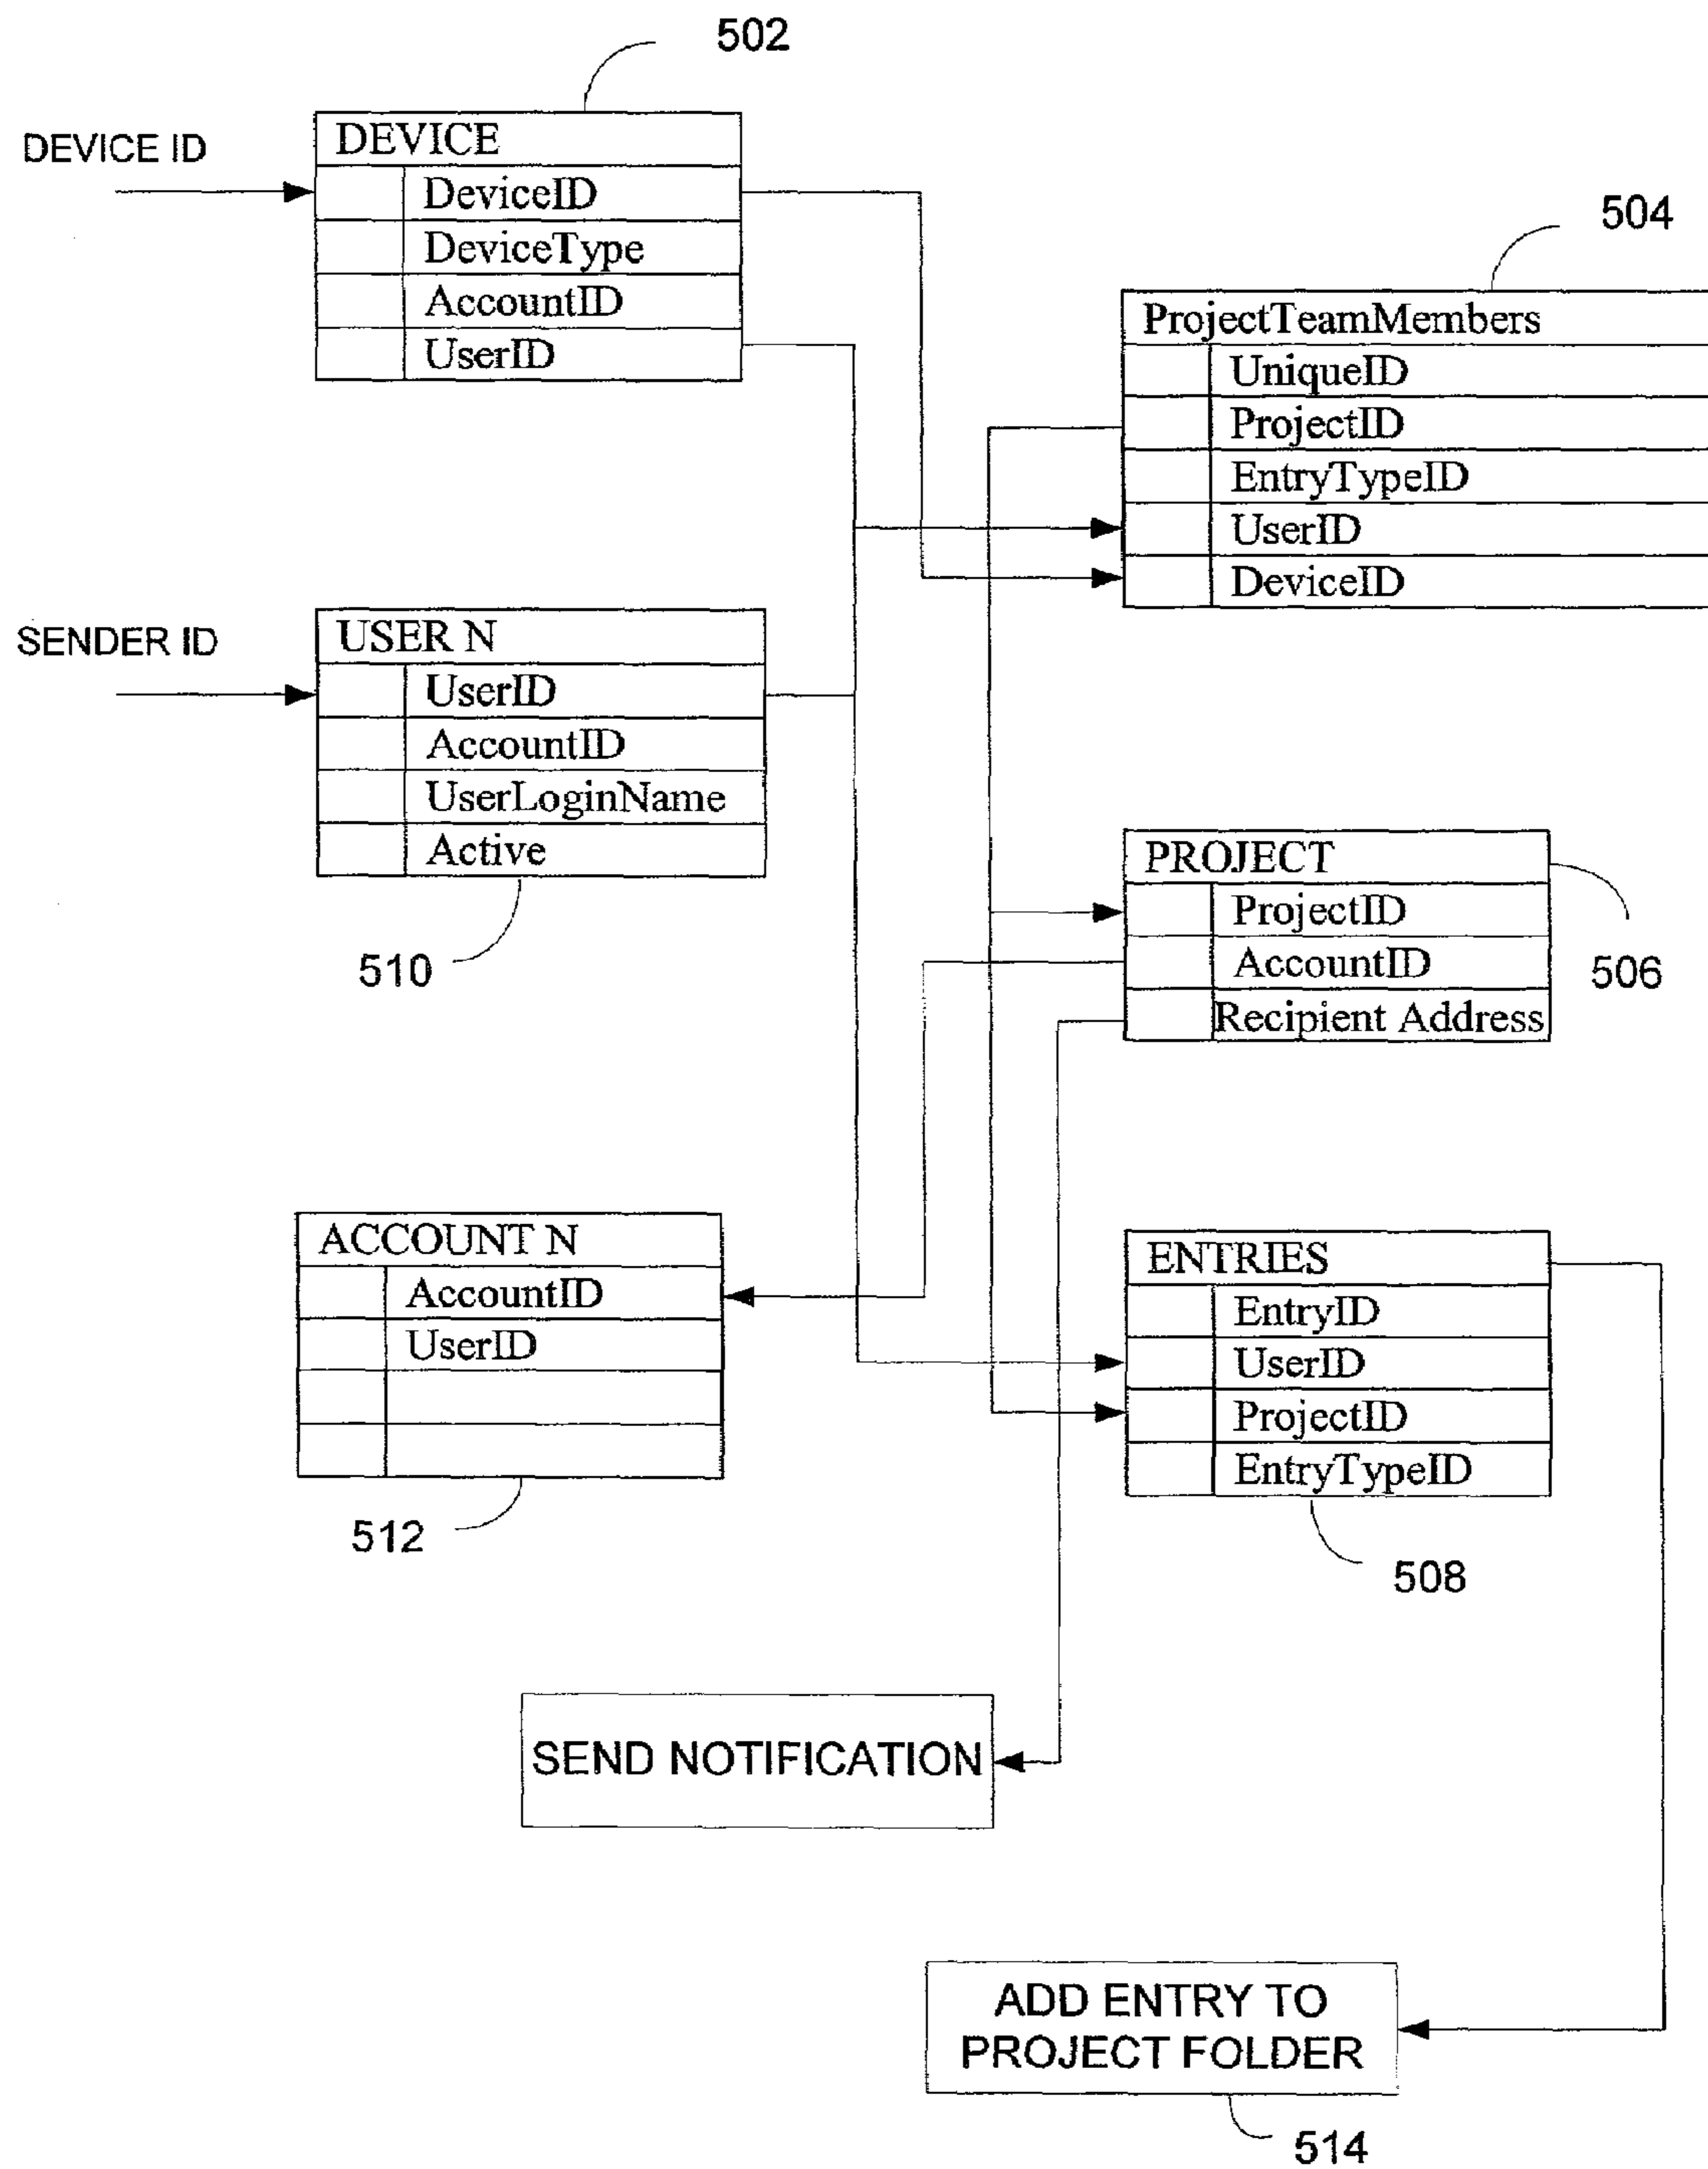 502
DEVICE ID
DEVICE
DeviceID
DeviceType
AccountID
UserID
504
ProjectTeamMembers
UniqueID
ProjectID
EntryTypeID
UserID
DeviceID
SENDER ID
USER N
UserID
AccountID
UserLoginName
Active
510
PROJECT
ProjectID
AccountID
Recipient Address
506
ACCOUNT N
AccountID
UserID
512
ENTRIES
EntryID
UserID
ProjectID
EntryTypeID
508
SEND NOTIFICATION
ADD ENTRY TO
PROJECT FOLDER
514